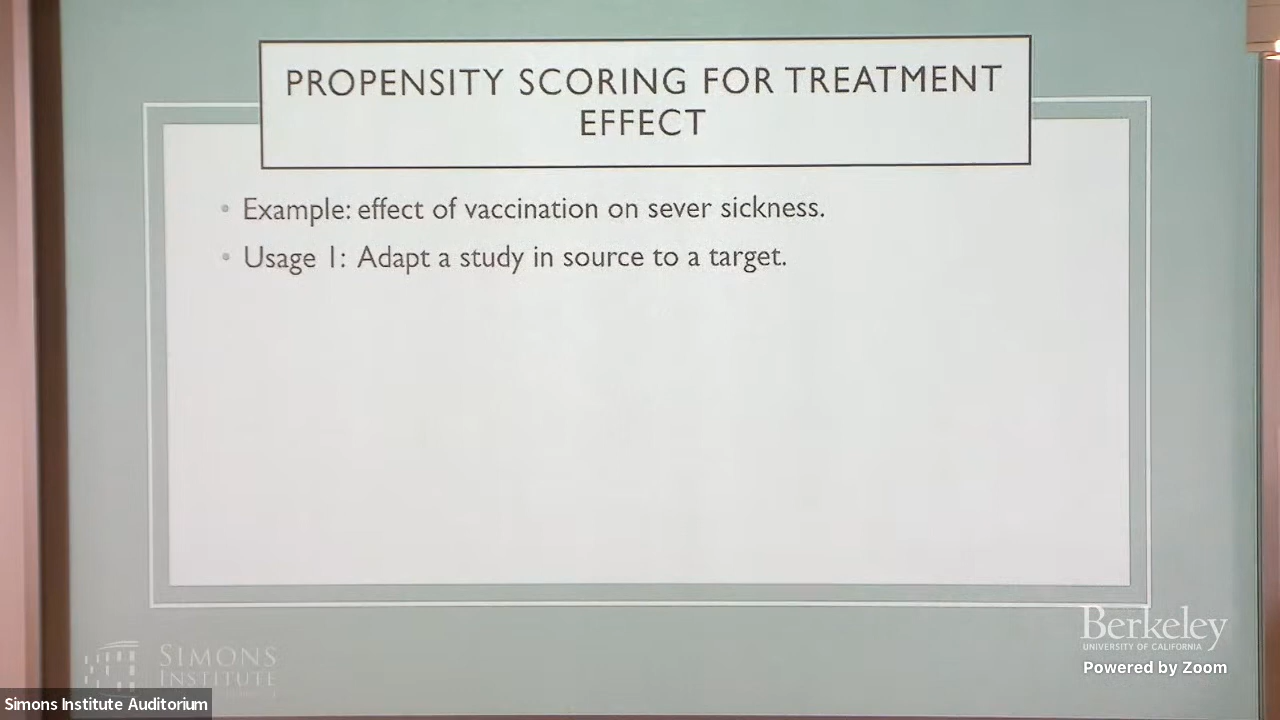 PROPENSITY SCORING FOR TREATMENT
EFFECT
• Example: effect of vaccination on sever sickness.
• Usage 1: Adapt a study in source to a target.
SIMONS
INSTITUTE
Berkeley
UNIVERSITY OF CALIFORNIA
Powered by Zoom
Simons Institute Auditorium